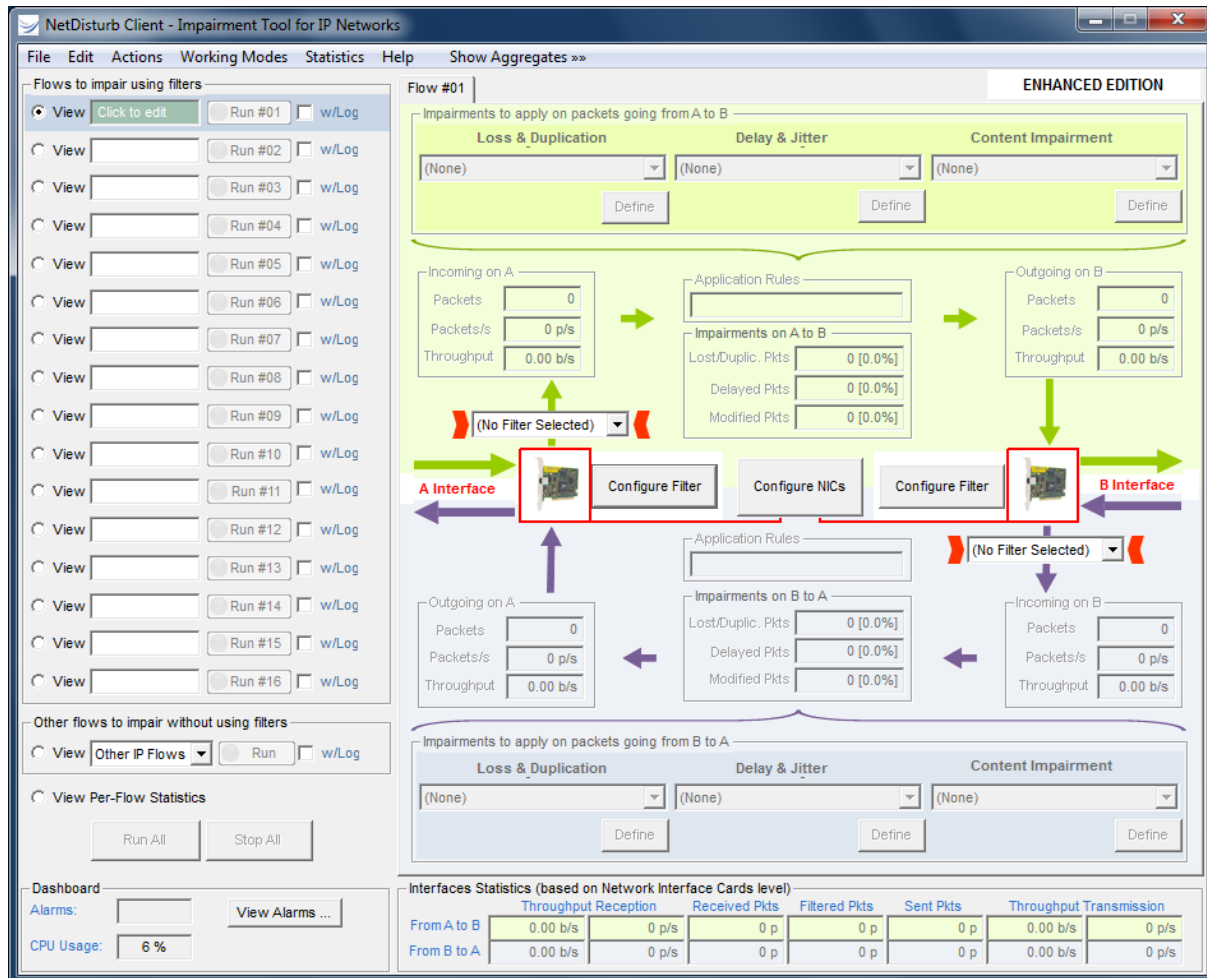 NetDisturb Client - Impairment Tool for IP Networks
File Edit Actions Working Modes Statistics Help Show Aggregates »»
Flows to impair using filters
View Click to edit Run #01 w/Log
View Run #02 w/Log
View Run #03 w/Log
View Run #04 w/Log
View Run #05 w/Log
View Run #06 w/Log
View Run #07 w/Log
View Run #08 w/Log
View Run #09 w/Log
View Run #10 w/Log
View Run #11 w/Log
View Run #12 w/Log
View Run #13 w/Log
View Run #14 w/Log
View Run #15 w/Log
View Run #16 w/Log
Other flows to impair without using filters
View Other IP Flows Run w/Log
View Per-Flow Statistics
Run All Stop All
Dashboard
Alarms: View Alarms ...
CPU Usage: 6 %
Flow #01 ENHANCED EDITION
Impairments to apply on packets going from A to B
Loss & Duplication Delay & Jitter Content Impairment
(None) (None) (None)
Define Define Define
Incoming on A
Packets 0
Packets/s 0 p/s
Throughput 0.00 b/s
Application Rules
Impairments on A to B
Lost/Duplic. Pkts 0 [0.0%]
Delayed Pkts 0 [0.0%]
Modified Pkts 0 [0.0%]
Outgoing on B
Packets 0
Packets/s 0 p/s
Throughput 0.00 b/s
(No Filter Selected)
A Interface Configure Filter Configure NICs Configure Filter B Interface
(No Filter Selected)
Outgoing on A
Packets 0
Packets/s 0 p/s
Throughput 0.00 b/s
Application Rules
Impairments on B to A
Lost/Duplic. Pkts 0 [0.0%]
Delayed Pkts 0 [0.0%]
Modified Pkts 0 [0.0%]
Incoming on B
Packets 0
Packets/s 0 p/s
Throughput 0.00 b/s
Impairments to apply on packets going from B to A
Loss & Duplication Delay & Jitter Content Impairment
(None) (None) (None)
Define Define Define
Interfaces Statistics (based on Network Interface Cards level)
Throughput Reception Received Pkts Filtered Pkts Sent Pkts Throughput Transmission
From A to B 0.00 b/s 0 p/s 0 p 0 p 0 p 0.00 b/s 0 p/s
From B to A 0.00 b/s 0 p/s 0 p 0 p 0 p 0.00 b/s 0 p/s